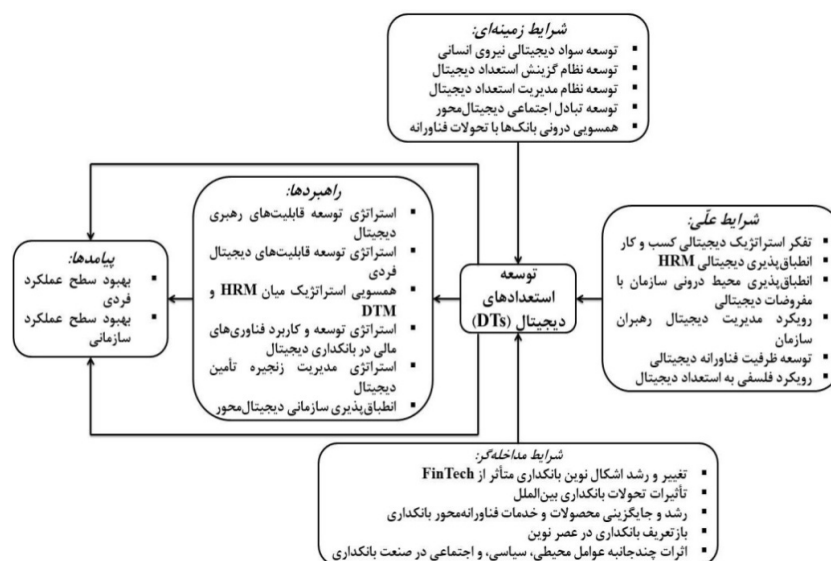 شرایط زمینه‌ای:
▪ توسعه سواد دیجیتالی نیروی انسانی
▪ توسعه نظام گزینش استعداد دیجیتال
▪ توسعه نظام مدیریت استعداد دیجیتال
▪ توسعه تبادل اجتماعی دیجیتال‌محور
▪ همسویی درونی بانک‌ها با تحولات فناورانه
شرایط علّی:
▪ تفکر استراتژیک دیجیتالی کسب و کار
▪ انطباق‌پذیری دیجیتالی HRM
▪ انطباق‌پذیری محیط درونی سازمان با
مفروضات دیجیتالی
▪ رویکرد مدیریت دیجیتال رهبران
سازمان
▪ توسعه ظرفیت فناورانه دیجیتالی
▪ رویکرد فلسفی به استعداد دیجیتال
توسعه
استعدادهای
دیجیتال (DTs)
راهبردها:
▪ استراتژی توسعه قابلیت‌های رهبری
دیجیتال
▪ استراتژی توسعه قابلیت‌های دیجیتال
فردی
▪ همسویی استراتژیک میان HRM و
DTM
▪ استراتژی توسعه و کاربرد فناوری‌های
مالی در بانکداری دیجیتال
▪ استراتژی مدیریت زنجیره تأمین
دیجیتال
▪ انطباق‌پذیری سازمانی دیجیتال‌محور
پیامدها:
▪ بهبود سطح عملکرد
فردی
▪ بهبود سطح عملکرد
سازمانی
شرایط مداخله‌گر:
▪ تغییر و رشد اشکال نوین بانکداری متأثر از FinTech
▪ تأثیرات تحولات بانکداری بین‌الملل
▪ رشد و جایگزینی محصولات و خدمات فناورانه‌محور بانکداری
▪ بازتعریف بانکداری در عصر نوین
▪ اثرات چندجانبه عوامل محیطی، سیاسی، و اجتماعی در صنعت بانکداری